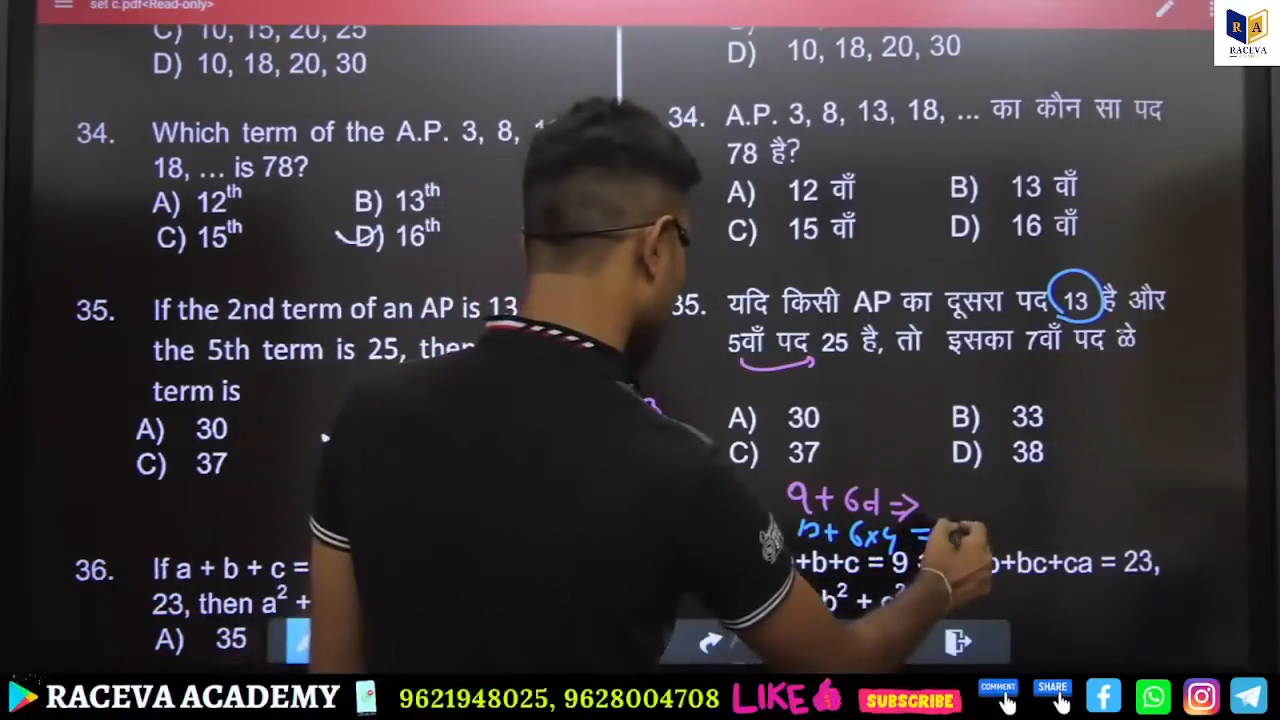 set c.pdf<Read-only>
RACEVA
C) 10, 15, 20, 25
D) 10, 18, 20, 30
34. Which term of the A.P. 3, 8,
18, ... is 78?
A) 12th B) 13th
C) 15th D) 16th
35. If the 2nd term of an AP is 13
the 5th term is 25, then
term is
A) 30
C) 37
36. If a + b + c =
23, then a² +
A) 35
D) 10, 18, 20, 30
34. A.P. 3, 8, 13, 18, ... का कौन सा पद
78 है?
A) 12 वाँ B) 13 वाँ
C) 15 वाँ D) 16 वाँ
35. यदि किसी AP का दूसरा पद 13 है और
5वाँ पद 25 है, तो इसका 7वाँ पद ळे
A) 30 B) 33
C) 37 D) 38
a + 6d ⇒
+ 6×4 =
+b+c = 9 +bc+ca = 23,
b² + c²
RACEVA ACADEMY 9621948025, 9628004708 LIKE SUBSCRIBE COMMENT SHARE